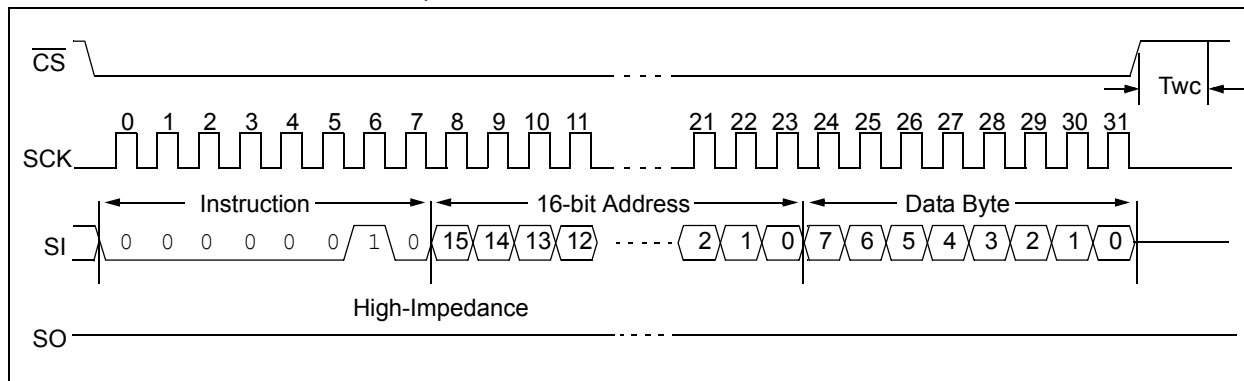 CS
Twc
0 1 2 3 4 5 6 7 8 9 10 11 21 22 23 24 25 26 27 28 29 30 31
SCK
Instruction 16-bit Address Data Byte
SI 0 0 0 0 0 0 1 0 15 14 13 12 2 1 0 7 6 5 4 3 2 1 0
High-Impedance
SO